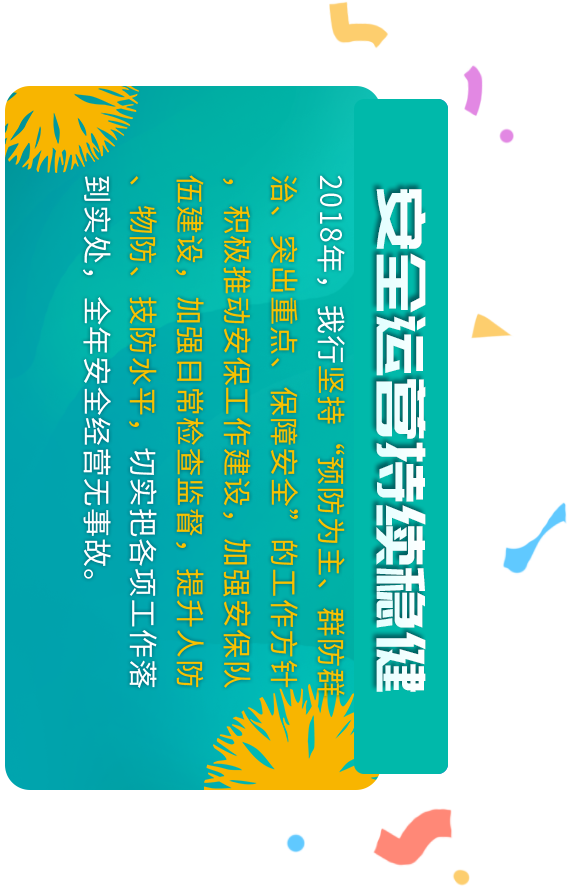 安全运营持续稳健
2018年，我行坚持“预防为主、群防群
治、突出重点、保障安全”的工作方针
，积极推动安保工作建设，加强安保队
伍建设，加强日常检查监督，提升人防
、物防、技防水平，切实把各项工作落
到实处，全年安全经营无事故。